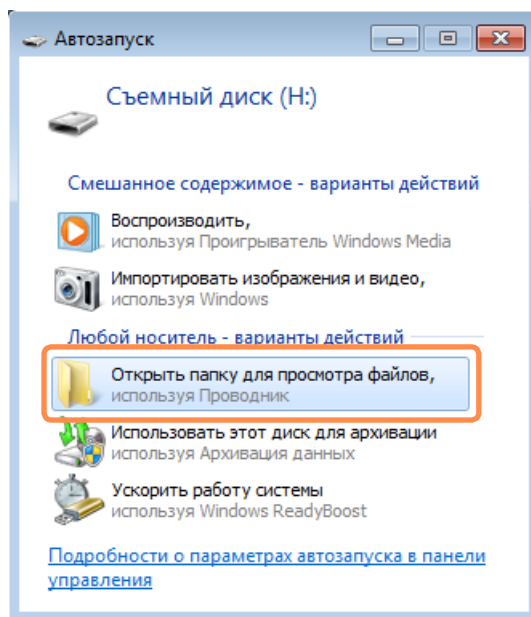 Автозапуск
Съемный диск (H:)
Смешанное содержимое - варианты действий
Воспроизводить,
используя Проигрыватель Windows Media
Импортировать изображения и видео,
используя Windows
Любой носитель - варианты действий
Открыть папку для просмотра файлов,
используя Проводник
Использовать этот диск для архивации
используя Архивация данных
Ускорить работу системы
используя Windows ReadyBoost
Подробности о параметрах автозапуска в панели
управления